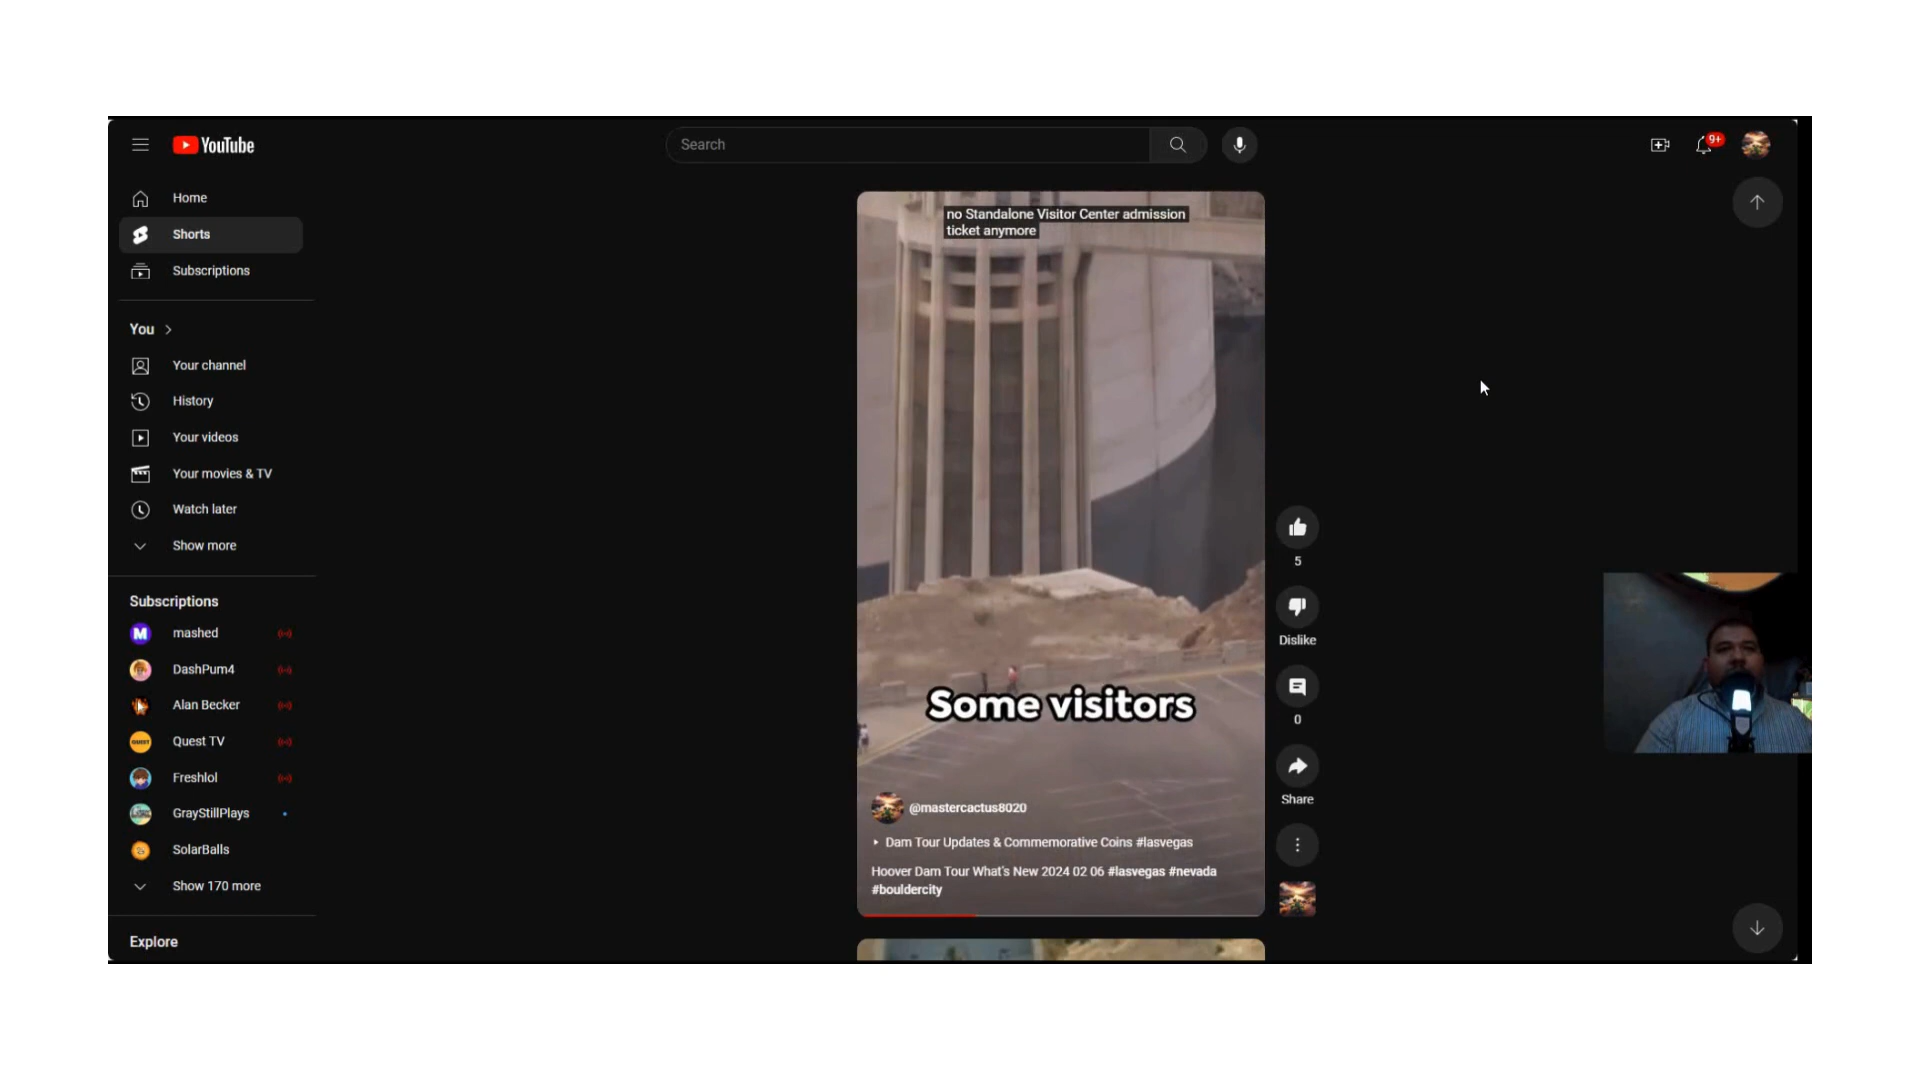 YouTube
Search
9+
Home
Shorts
Subscriptions
You
Your channel
History
Your videos
Your movies & TV
Watch later
Show more
Subscriptions
M mashed
DashPum4
Alan Becker
QUEST Quest TV
Freshlol
GrayStillPlays
SolarBalls
Show 170 more
Explore
no Standalone Visitor Center admission
ticket anymore
Some visitors
@mastercactus8020
Dam Tour Updates & Commemorative Coins #lasvegas
Hoover Dam Tour What's New 2024 02 06 #lasvegas #nevada
#bouldercity
5
Dislike
0
Share